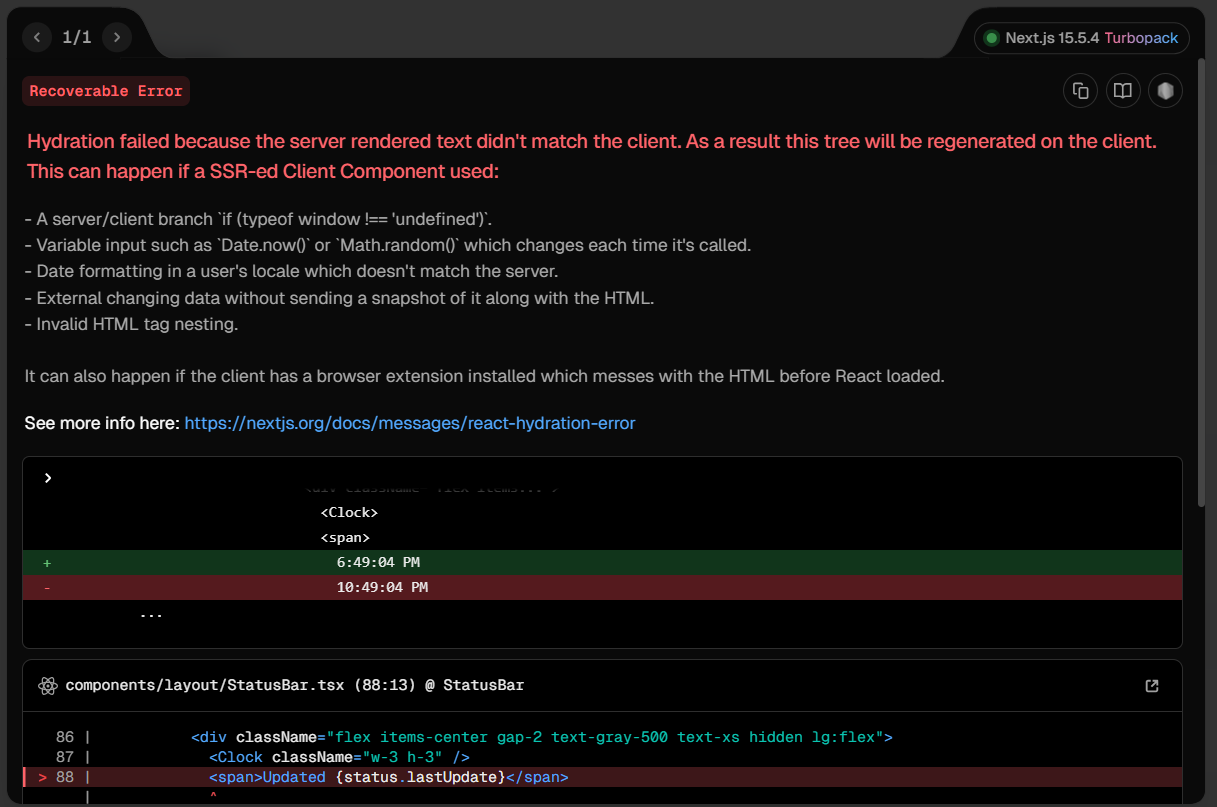 1/1
Next.js 15.5.4 Turbopack
Recoverable Error
Hydration failed because the server rendered text didn't match the client. As a result this tree will be regenerated on the client.
This can happen if a SSR-ed Client Component used:
- A server/client branch `if (typeof window !== 'undefined')`.
- Variable input such as `Date.now()` or `Math.random()` which changes each time it's called.
- Date formatting in a user's locale which doesn't match the server.
- External changing data without sending a snapshot of it along with the HTML.
- Invalid HTML tag nesting.
It can also happen if the client has a browser extension installed which messes with the HTML before React loaded.
See more info here: https://nextjs.org/docs/messages/react-hydration-error
<Clock>
<span>
+ 6:49:04 PM
- 10:49:04 PM
...
components/layout/StatusBar.tsx (88:13) @ StatusBar
86 | <div className="flex items-center gap-2 text-gray-500 text-xs hidden lg:flex">
87 | <Clock className="w-3 h-3" />
> 88 | <span>Updated {status.lastUpdate}</span>
| ^